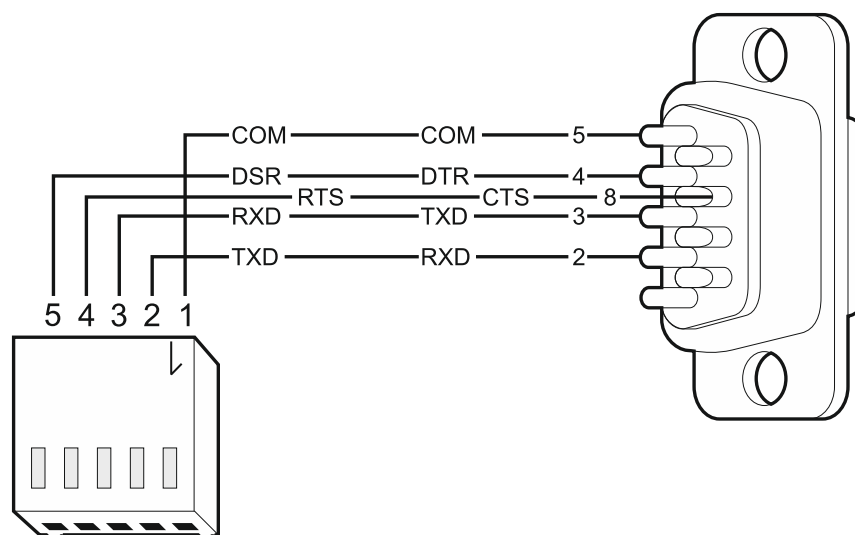 COM COM 5
DSR DTR 4
RTS CTS 8
RXD TXD 3
TXD RXD 2
5 4 3 2 1